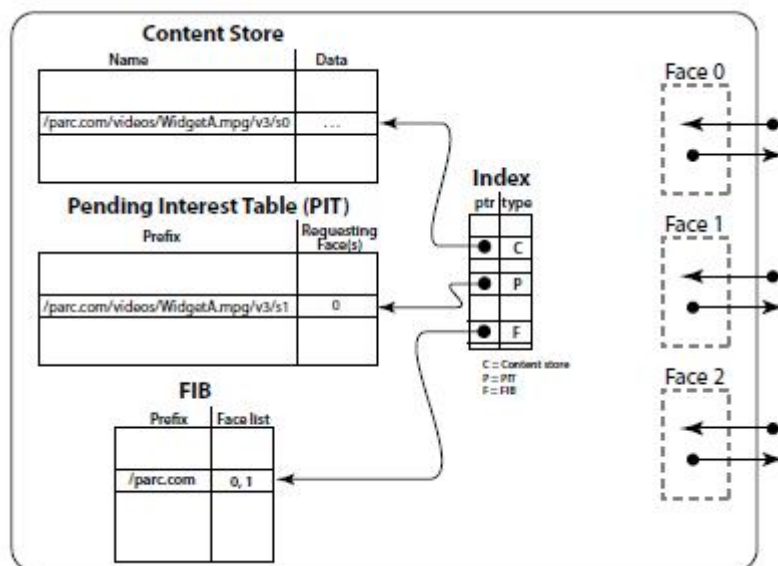 Content Store
Name Data
/parc.com/videos/WidgetA.mpg/v3/s0 ...
Pending Interest Table (PIT)
Prefix Requesting Face(s)
/parc.com/videos/WidgetA.mpg/v3/s1 0
FIB
Prefix Face list
/parc.com 0, 1
Index
ptr type
C
P
F
C = Content store
P = PIT
F = FIB
Face 0
Face 1
Face 2